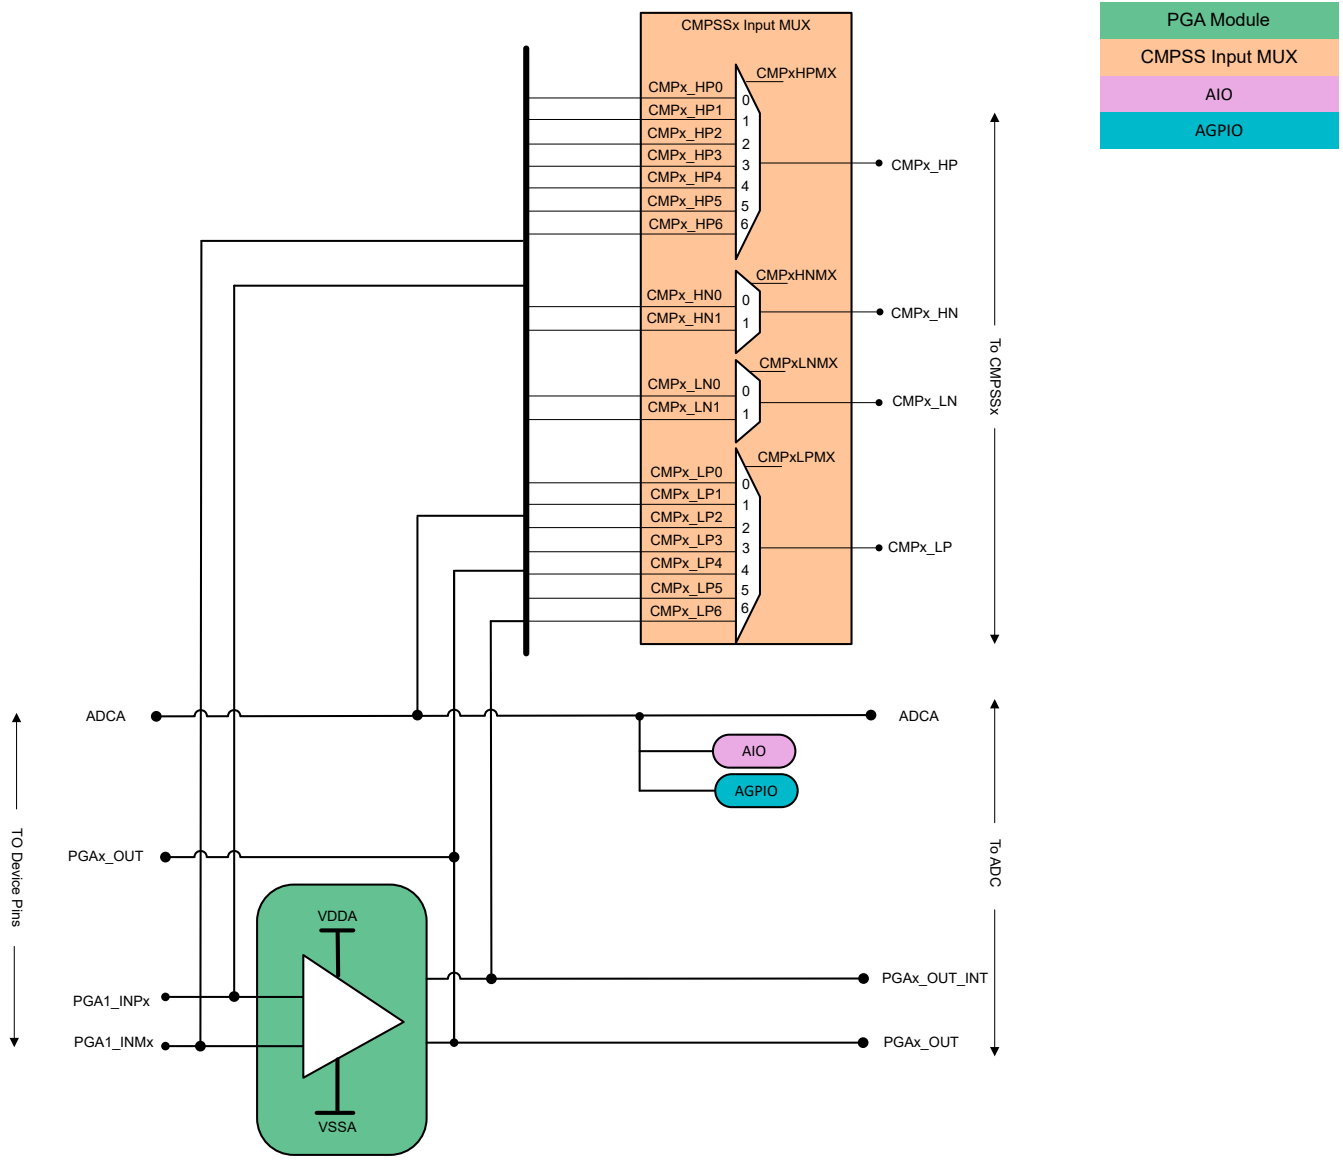 CMPSSx Input MUX
PGA Module
CMPSS Input MUX
AIO
AGPIO
CMPxHPMX
CMPx_HP0
0
CMPx_HP1
1
CMPx_HP2
2
CMPx_HP3
3
CMPx_HP4
4
CMPx_HP5
5
CMPx_HP6
6
CMPx_HP
CMPxHNMX
CMPx_HN0
0
CMPx_HN1
1
CMPx_HN
To CMPSSx
CMPxLNMX
CMPx_LN0
0
CMPx_LN1
1
CMPx_LN
CMPxLPMX
CMPx_LP0
0
CMPx_LP1
1
CMPx_LP2
2
CMPx_LP3
3
CMPx_LP4
4
CMPx_LP5
5
CMPx_LP6
6
CMPx_LP
ADCA
ADCA
AIO
AGPIO
TO Device Pins
To ADC
PGAx_OUT
VDDA
PGA1_INPx
PGA1_INMx
VSSA
PGAx_OUT_INT
PGAx_OUT